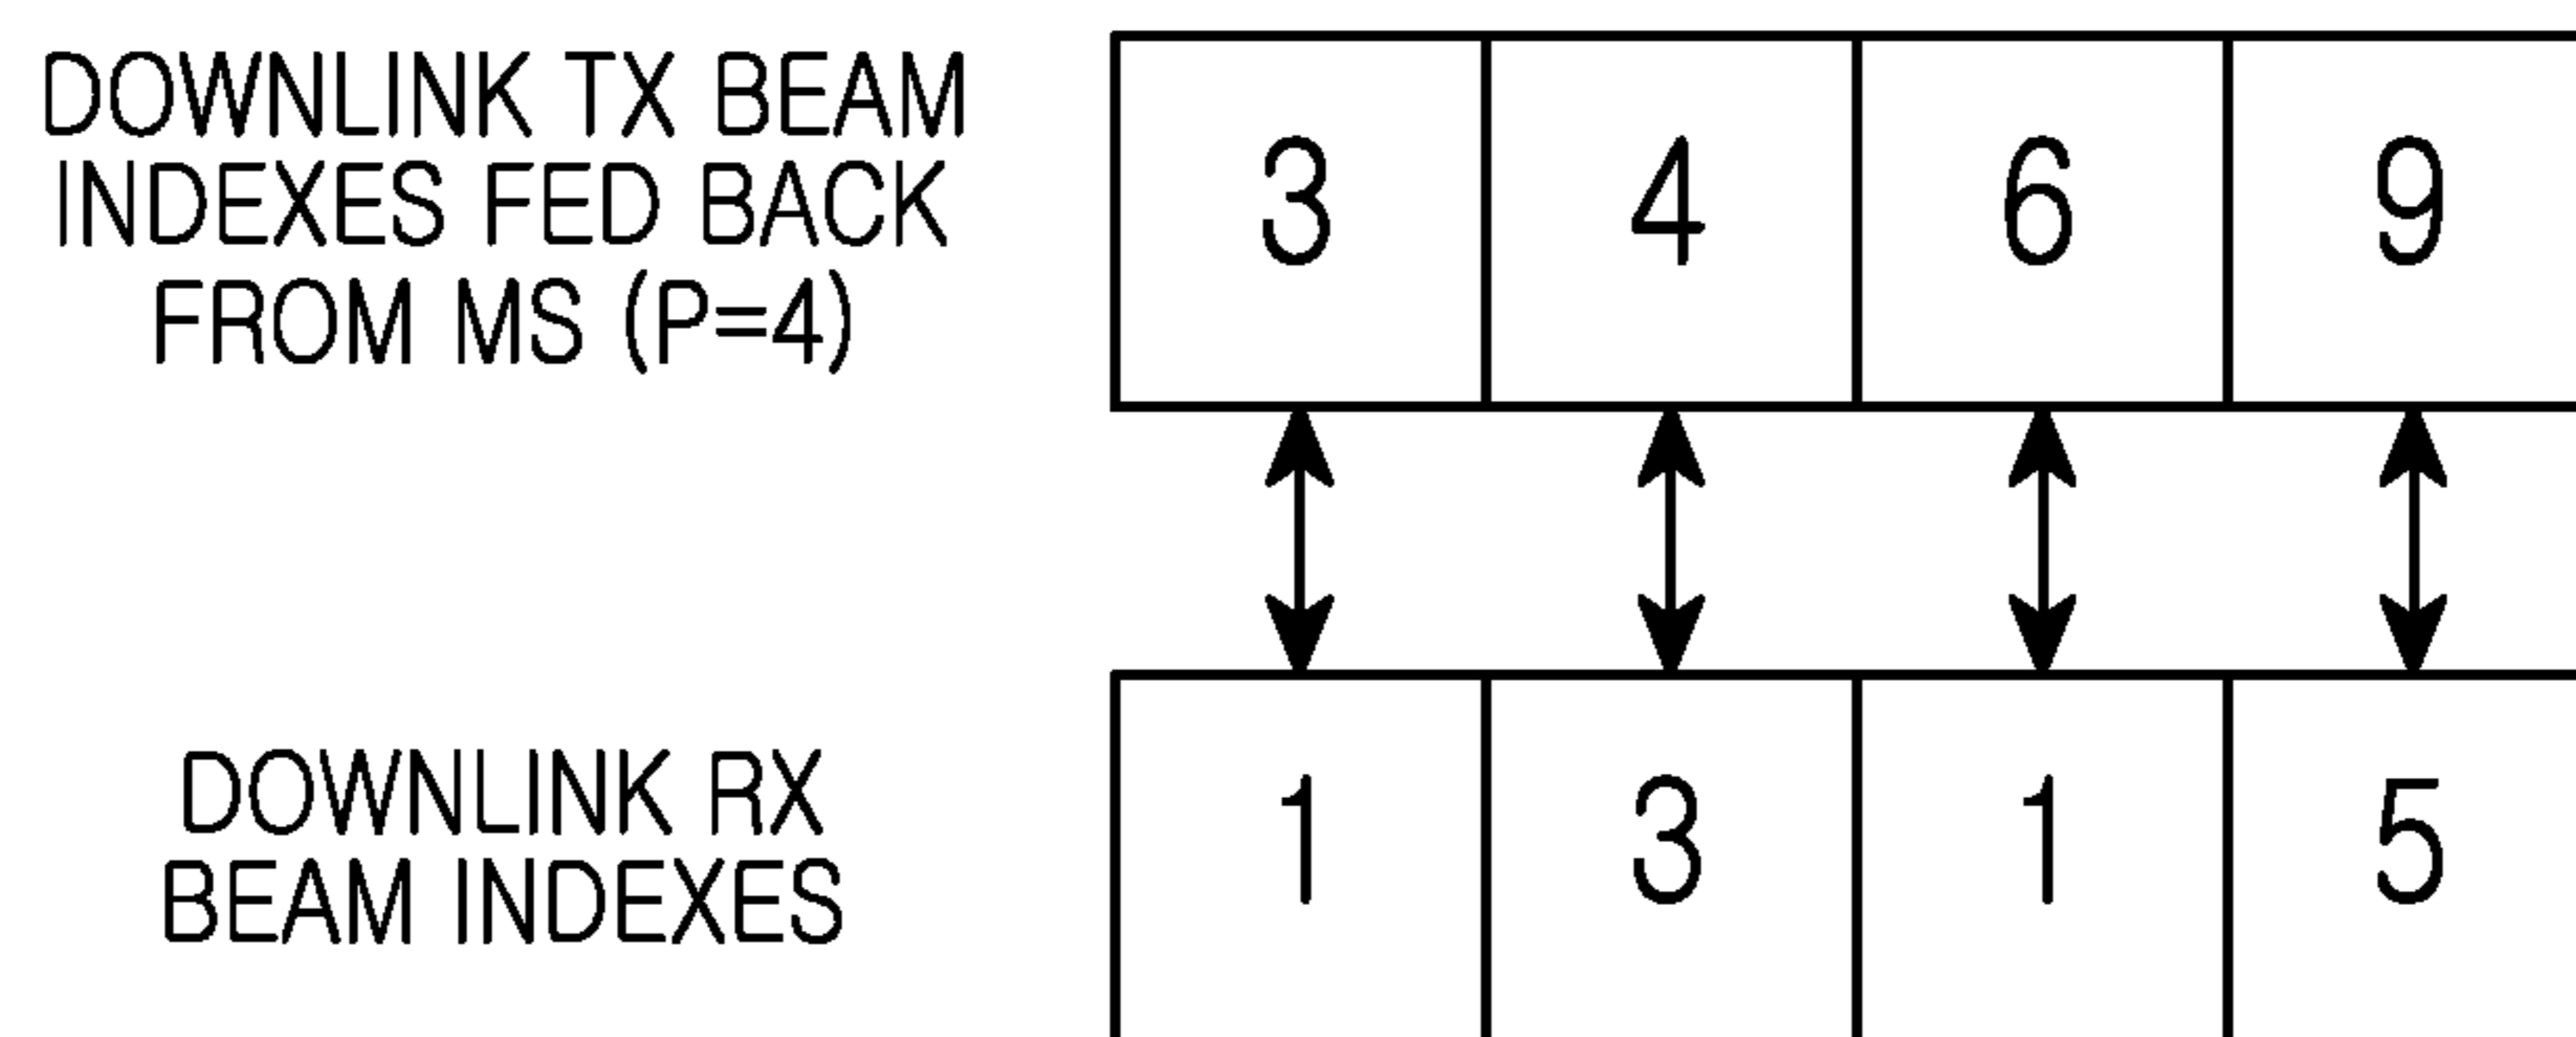 DOWNLINK TX BEAM
INDEXES FED BACK
FROM MS (P=4)
3 4 6 9
DOWNLINK RX
BEAM INDEXES
1 3 1 5